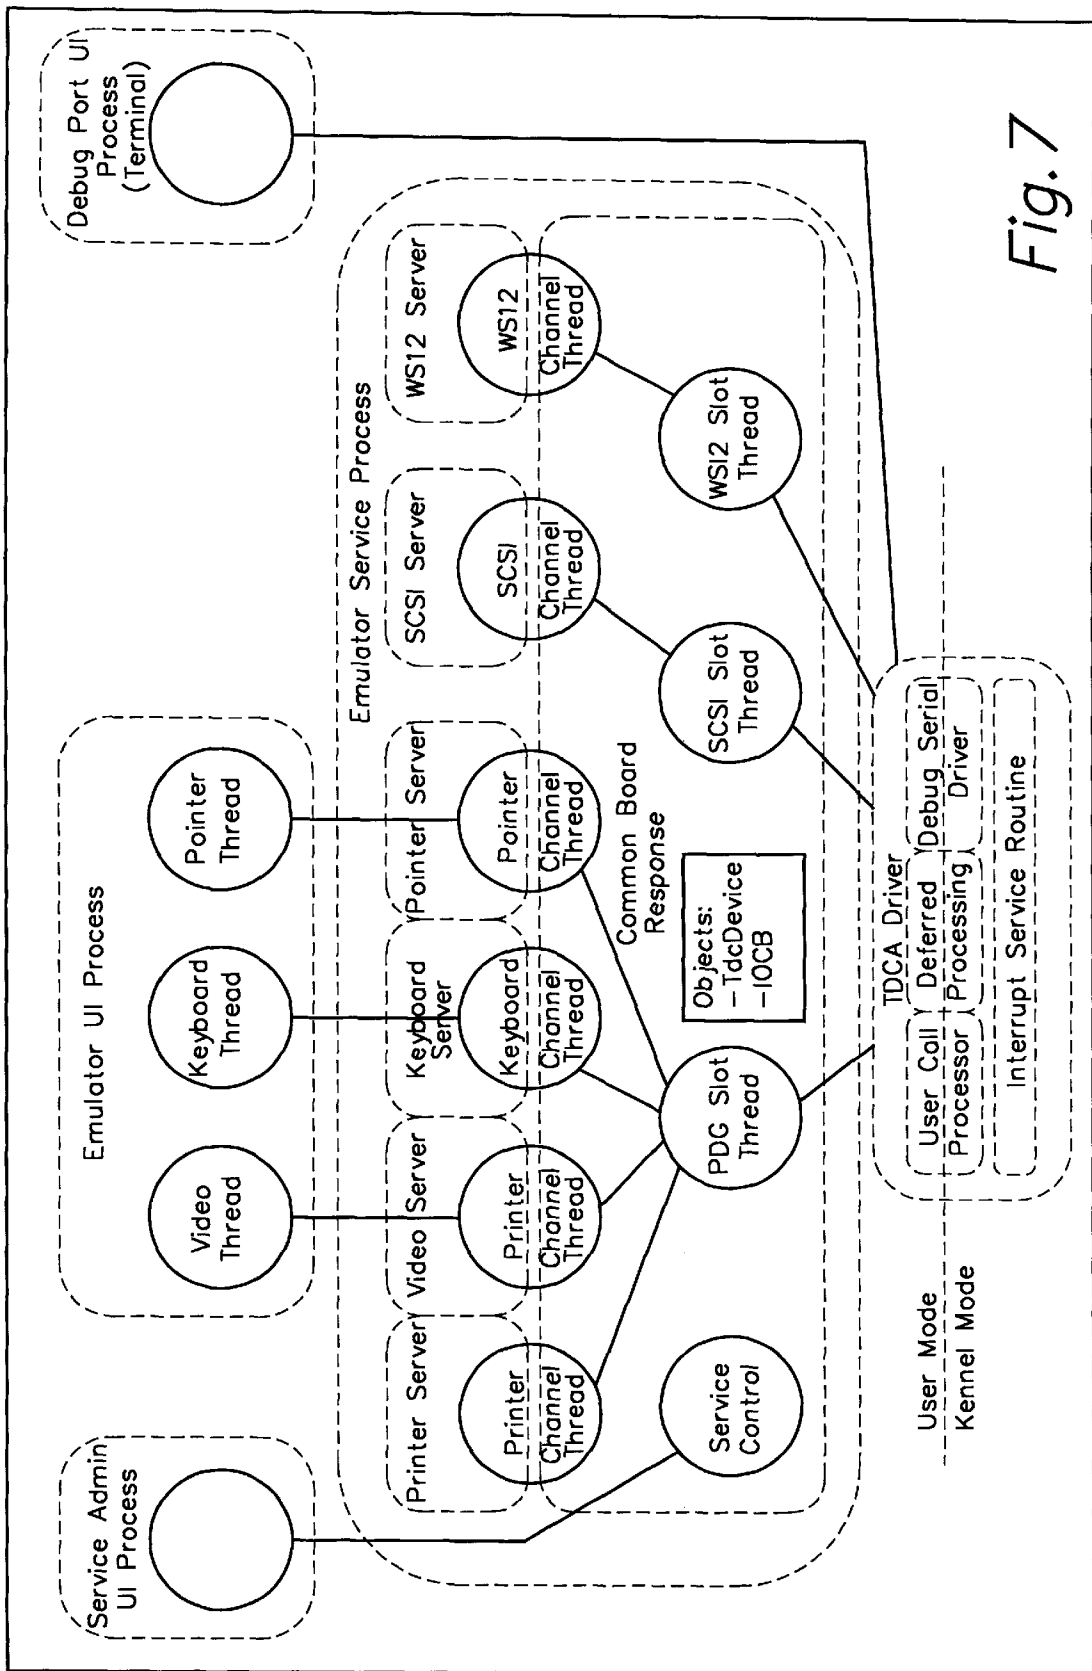 Service Admin
UI Process
Emulator UI Process
Video
Thread
Keyboard
Thread
Pointer
Thread
Debug Port UI
Process
(Terminal)
Emulator Service Process
Printer Server
Video Server
Keyboard
Server
Pointer Server
SCSI Server
WS12 Server
Printer
Channel
Thread
Printer
Channel
Thread
Keyboard
Channel
Thread
Pointer
Channel
Thread
SCSI
Channel
Thread
WS12
Channel
Thread
Common Board
Response
Service
Control
PDG Slot
Thread
Objects:
-TdcDevice
-IOCB
SCSI Slot
Thread
WSI2 Slot
Thread
User Mode
Kennel Mode
TDCA Driver
User Call
Processor
Deferred
Processing
Debug Serial
Driver
Interrupt Service Routine
Fig. 7